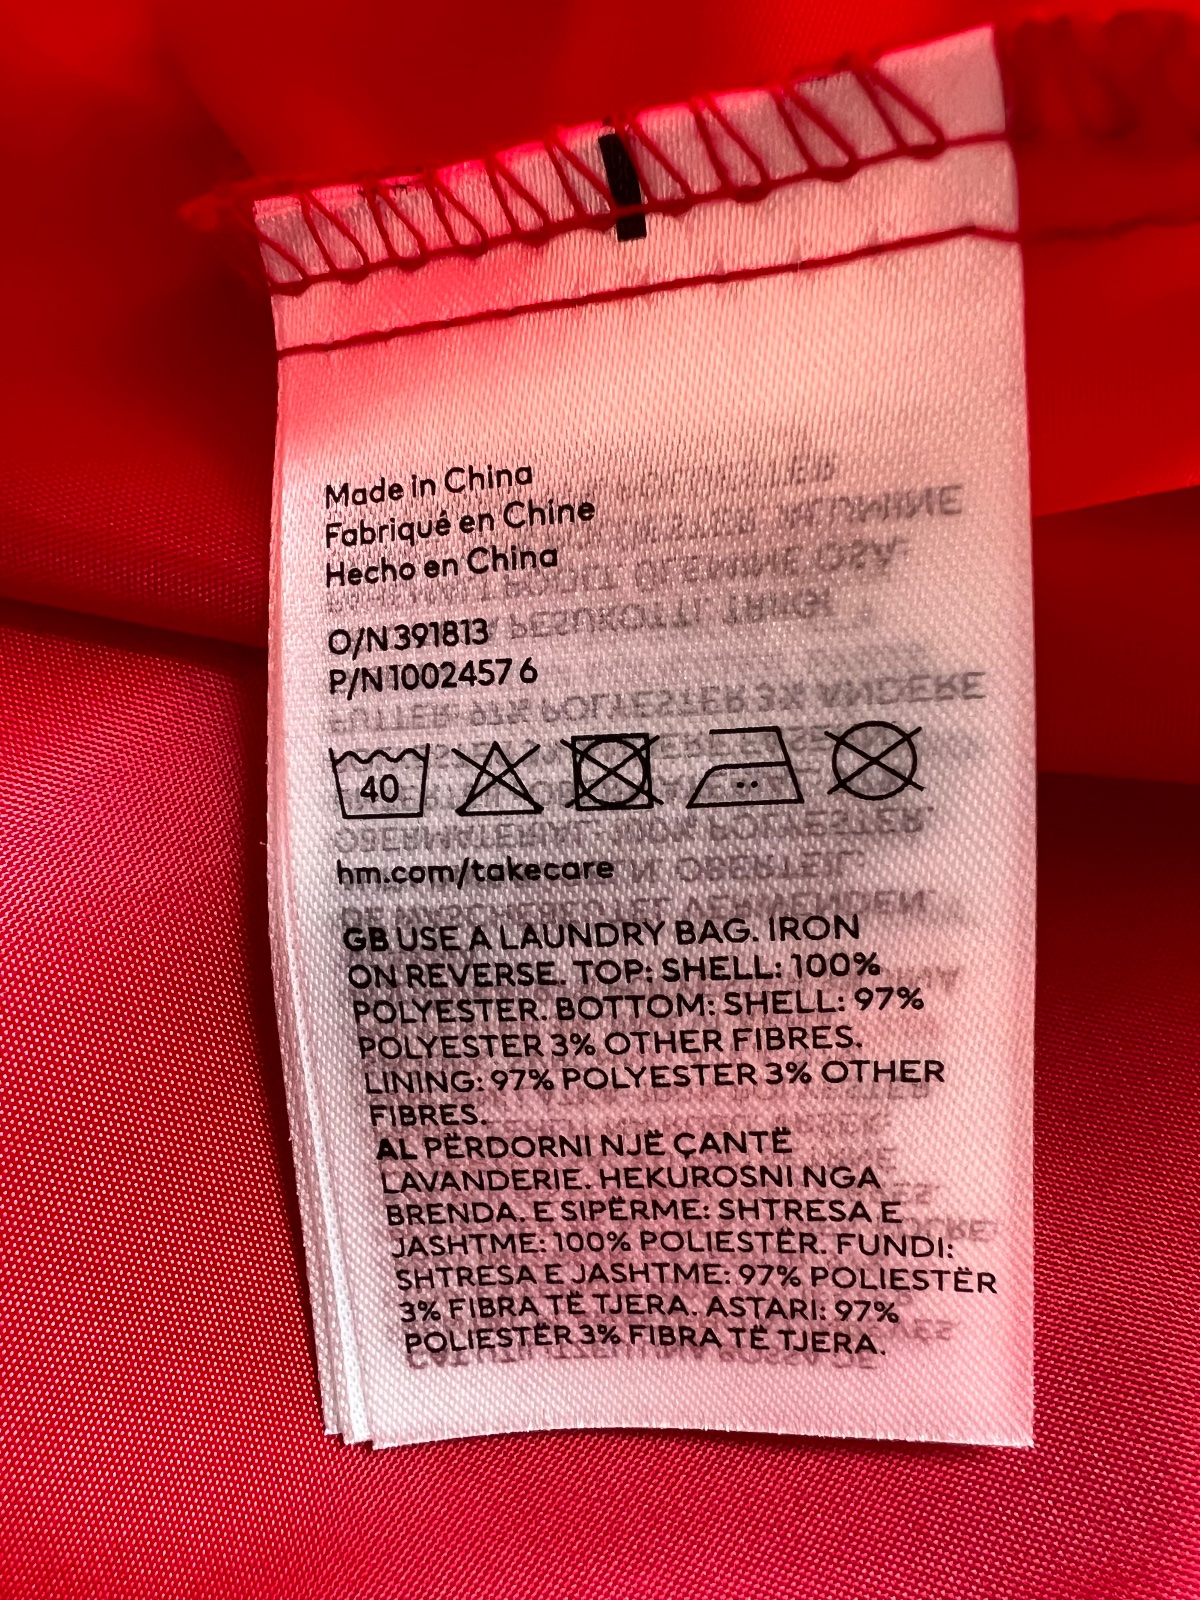 Made in China
Fabriqué en Chine
Hecho en China
O/N 391813
P/N 10024576
40
hm.com/takecare
GB USE A LAUNDRY BAG. IRON
ON REVERSE. TOP: SHELL: 100%
POLYESTER. BOTTOM: SHELL: 97%
POLYESTER 3% OTHER FIBRES.
LINING: 97% POLYESTER 3% OTHER
FIBRES.
AL PËRDORNI NJË ÇANTË
LAVANDERIE. HEKUROSNI NGA
BRENDA. E SIPËRME: SHTRESA E
JASHTME: 100% POLIESTËR. FUNDI:
SHTRESA E JASHTME: 97% POLIESTËR
3% FIBRA TË TJERA. ASTARI: 97%
POLIESTËR 3% FIBRA TË TJERA.